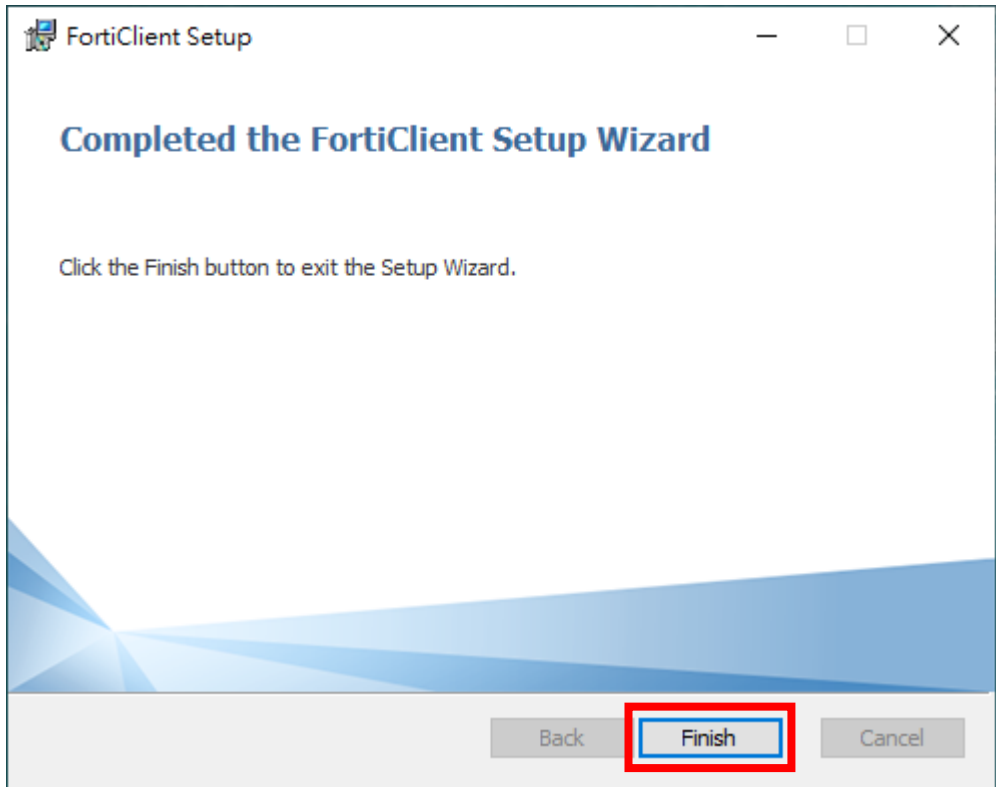 FortiClient Setup
Completed the FortiClient Setup Wizard
Click the Finish button to exit the Setup Wizard.
Back Finish Cancel